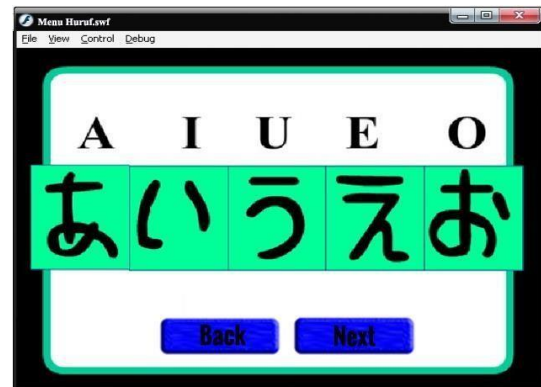 Menu Huruf.swf
File View Control Debug
A I U E O
あ い う え お
Back Next